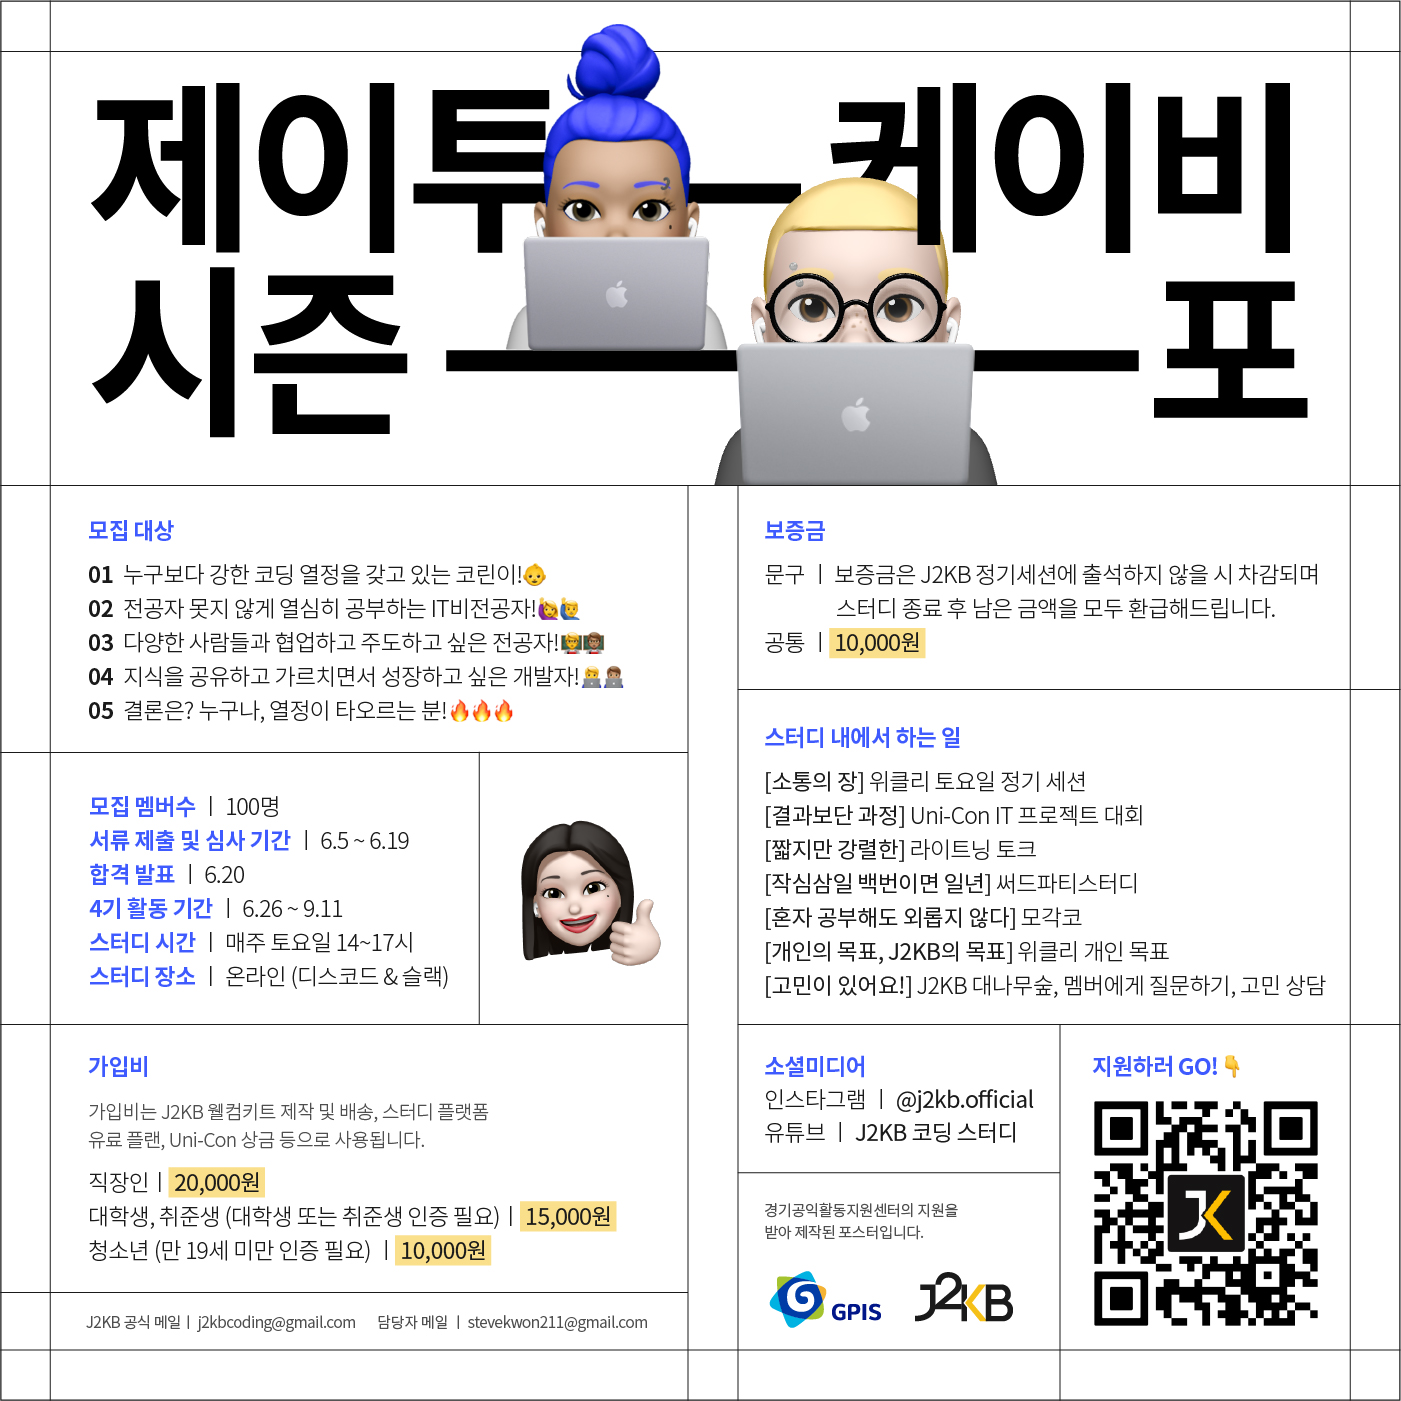 제이투 케이비
시즌 포
모집 대상
01 누구보다 강한 코딩 열정을 갖고 있는 코린이!👶
02 전공자 못지 않게 열심히 공부하는 IT비전공자!🙋‍♀️🙋‍♂️
03 다양한 사람들과 협업하고 주도하고 싶은 전공자!👨‍🏫👨🏽‍🏫
04 지식을 공유하고 가르치면서 성장하고 싶은 개발자!👨‍💻👨🏽‍💻
05 결론은? 누구나, 열정이 타오르는 분!🔥🔥🔥
모집 멤버수 ㅣ 100명
서류 제출 및 심사 기간 ㅣ 6.5 ~ 6.19
합격 발표 ㅣ 6.20
4기 활동 기간 ㅣ 6.26 ~ 9.11
스터디 시간 ㅣ 매주 토요일 14~17시
스터디 장소 ㅣ 온라인 (디스코드 & 슬랙)
가입비
가입비는 J2KB 웰컴키트 제작 및 배송, 스터디 플랫폼
유료 플랜, Uni-Con 상금 등으로 사용됩니다.
직장인ㅣ20,000원
대학생, 취준생 (대학생 또는 취준생 인증 필요)ㅣ15,000원
청소년 (만 19세 미만 인증 필요) ㅣ10,000원
J2KB 공식 메일ㅣ j2kbcoding@gmail.com 담당자 메일 ㅣ stevekwon211@gmail.com
보증금
문구 ㅣ 보증금은 J2KB 정기세션에 출석하지 않을 시 차감되며
스터디 종료 후 남은 금액을 모두 환급해드립니다.
공통 ㅣ10,000원
스터디 내에서 하는 일
[소통의 장] 위클리 토요일 정기 세션
[결과보단 과정] Uni-Con IT 프로젝트 대회
[짧지만 강렬한] 라이트닝 토크
[작심삼일 백번이면 일년] 써드파티스터디
[혼자 공부해도 외롭지 않다] 모각코
[개인의 목표, J2KB의 목표] 위클리 개인 목표
[고민이 있어요!] J2KB 대나무숲, 멤버에게 질문하기, 고민 상담
소셜미디어
인스타그램 ㅣ @j2kb.official
유튜브 ㅣ J2KB 코딩 스터디
경기공익활동지원센터의 지원을
받아 제작된 포스터입니다.
GPIS J2KB
지원하러 GO! 👇
JK